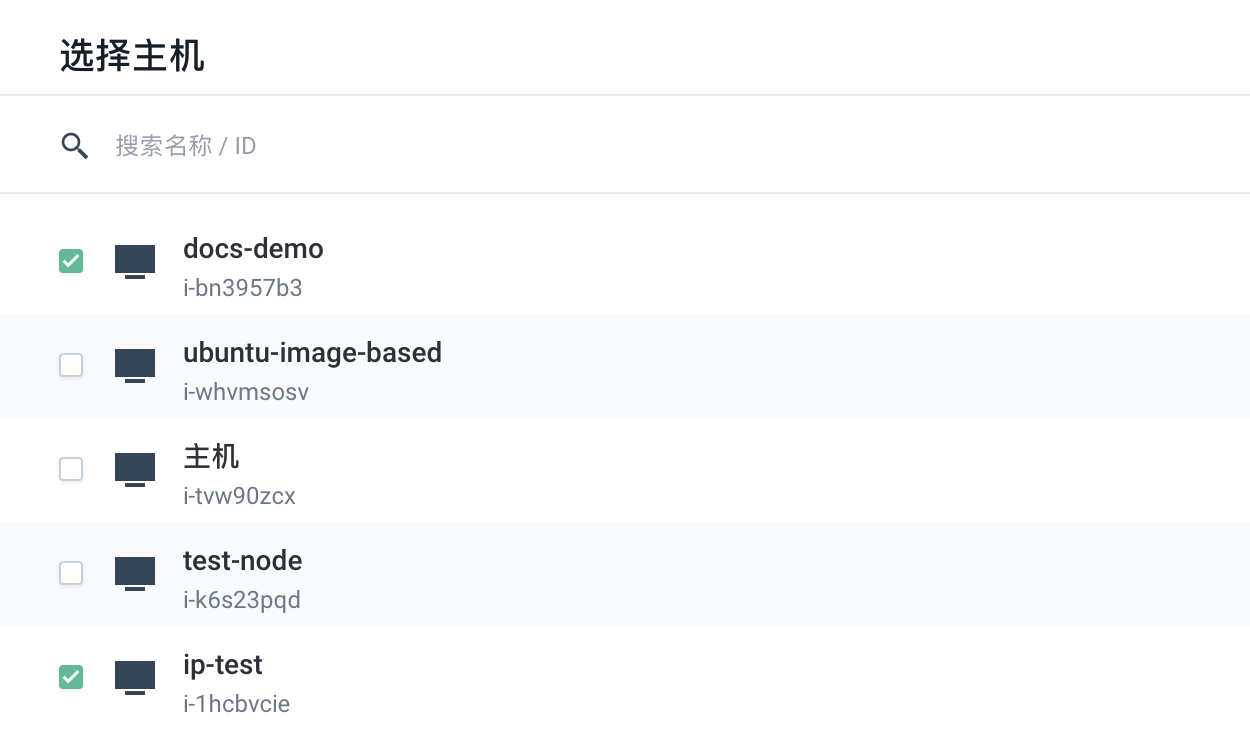 选择主机
搜索名称 / ID
docs-demo
i-bn3957b3
ubuntu-image-based
i-whvmsosv
主机
i-tvw90zcx
test-node
i-k6s23pqd
ip-test
i-1hcbvcie